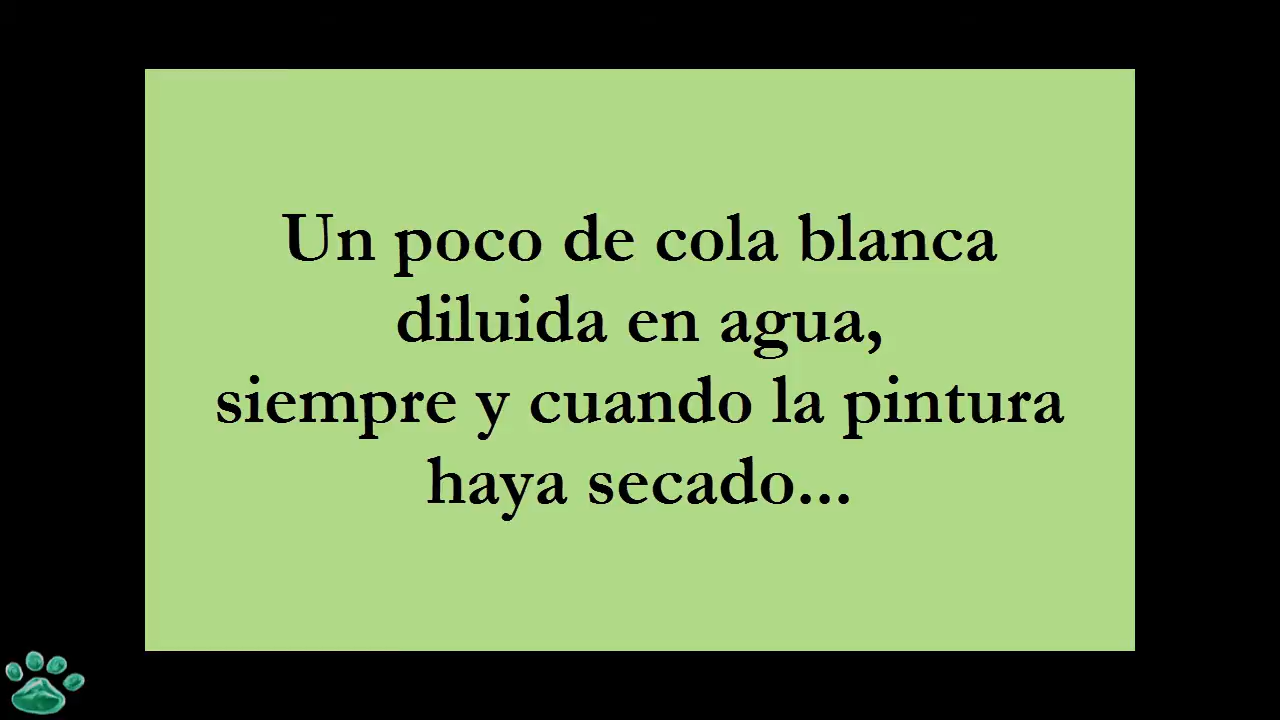 Un poco de cola blanca
diluida en agua,
siempre y cuando la pintura
haya secado...